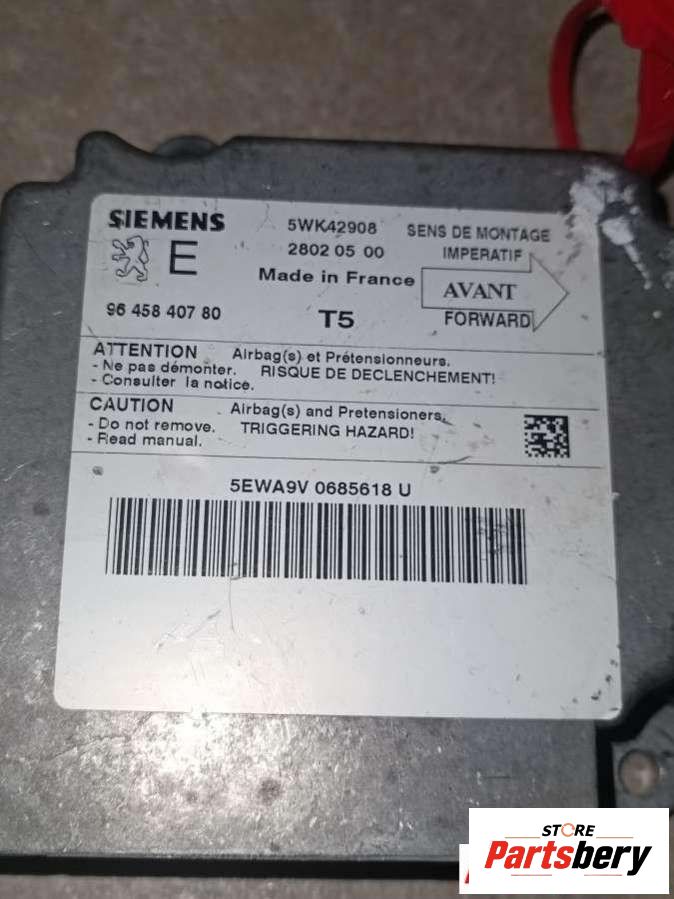 SIEMENS
5WK42908
SENS DE MONTAGE
E
2802 05 00
IMPERATIF
Made in France
AVANT
96 458 407 80
T5
FORWARD
ATTENTION Airbag(s) et Prétensionneurs.
- Ne pas démonter. RISQUE DE DECLENCHEMENT!
- Consulter la notice.
CAUTION Airbag(s) and Pretensioners.
- Do not remove. TRIGGERING HAZARD!
- Read manual.
5EWA9V 0685618 U
STORE
Partsbery